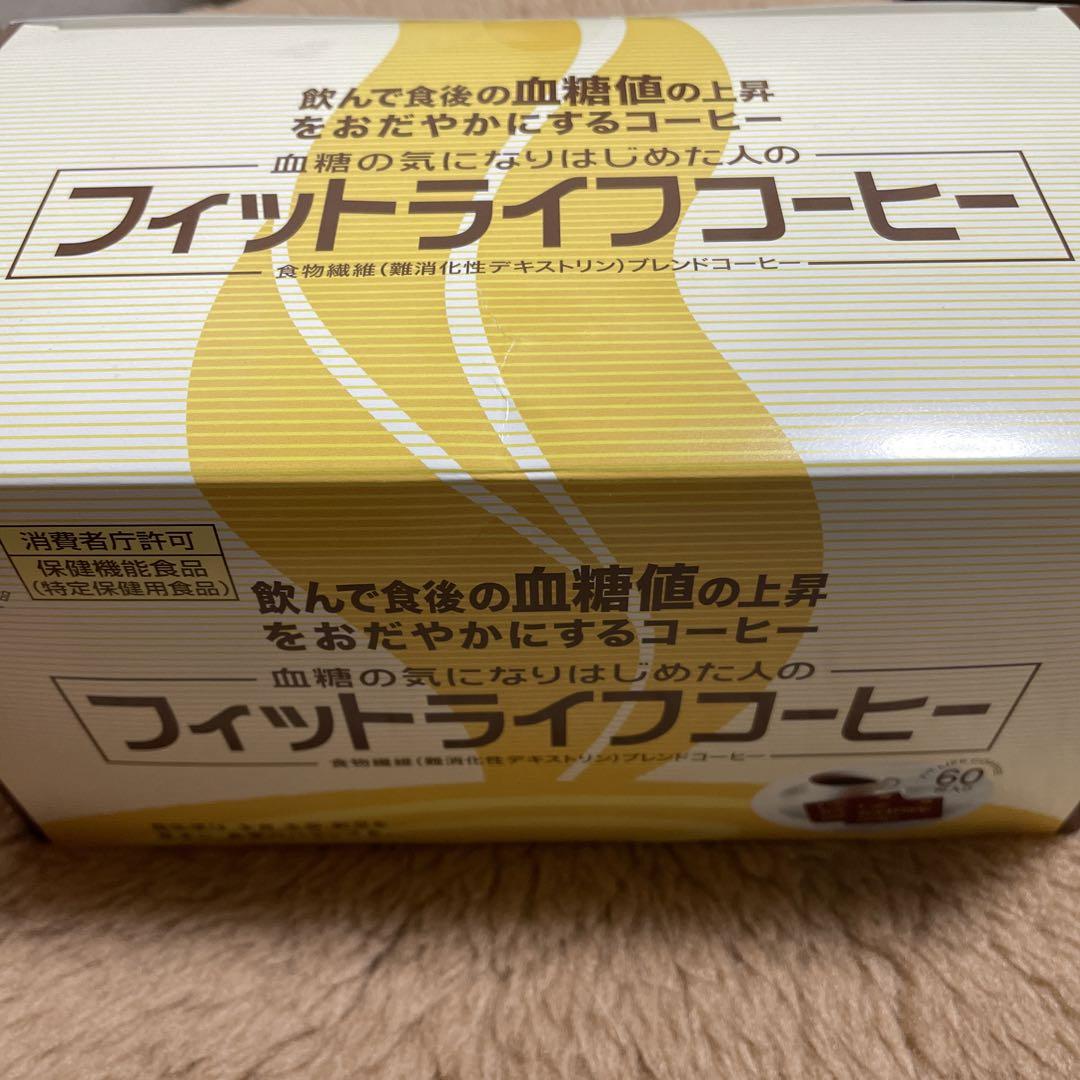 飲んで食後の血糖値の上昇
をおだやかにするコーヒー
血糖の気になりはじめた人の
フィットライフコーヒー
食物繊維(難消化性デキストリン)ブレンドコーヒー
消費者庁許可
保健機能食品
(特定保健用食品)
飲んで食後の血糖値の上昇
をおだやかにするコーヒー
血糖の気になりはじめた人の
フィットライフコーヒー
食物繊維(難消化性デキストリン)ブレンドコーヒー
60